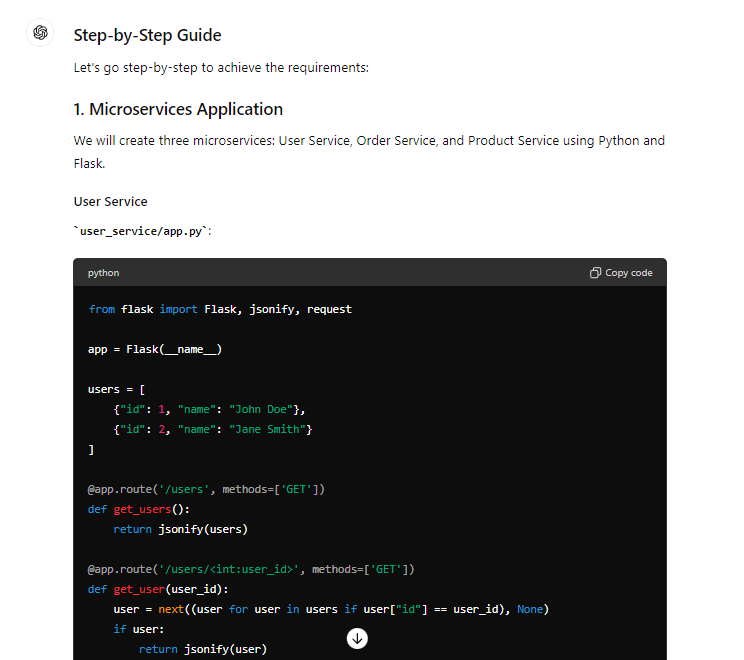 Step-by-Step Guide
Let's go step-by-step to achieve the requirements:
1. Microservices Application
We will create three microservices: User Service, Order Service, and Product Service using Python and
Flask.
User Service
`user_service/app.py`:
python
Copy code
from flask import Flask, jsonify, request
app = Flask(__name__)
users = [
    {"id": 1, "name": "John Doe"},
    {"id": 2, "name": "Jane Smith"}
]
@app.route('/users', methods=['GET'])
def get_users():
    return jsonify(users)
@app.route('/users/<int:user_id>', methods=['GET'])
def get_user(user_id):
    user = next((user for user in users if user["id"] == user_id), None)
    if user:
        return jsonify(user)